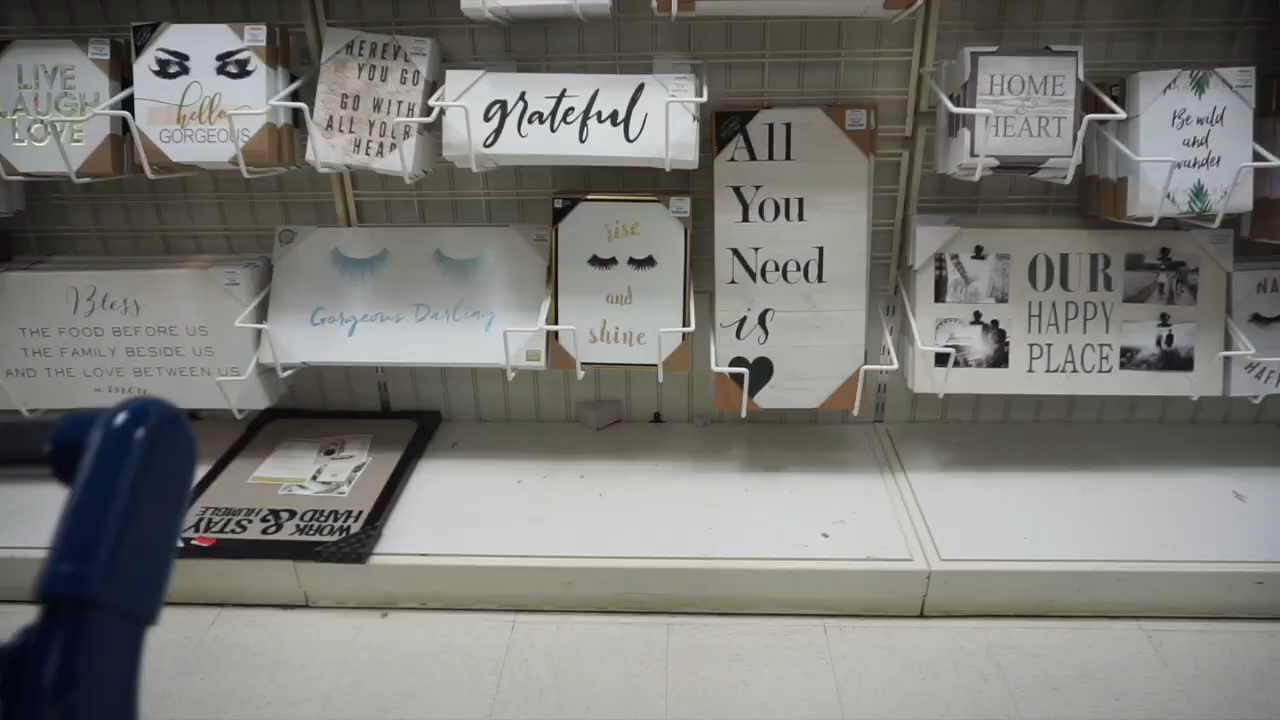 LIVE
LAUGH
LOVE
hello
GORGEOUS
YOU GO
GO WITH
ALL YOUR
grateful
All
You
Need
is
HOME
&
HEART
Be wild
and
wander
Bless
THE FOOD BEFORE US
THE FAMILY BESIDE US
AND THE LOVE BETWEEN US
amen
Gorgeous Darling
rise
and
shine
OUR
HAPPY
PLACE
WORK
HARD & STAY
HUMBLE